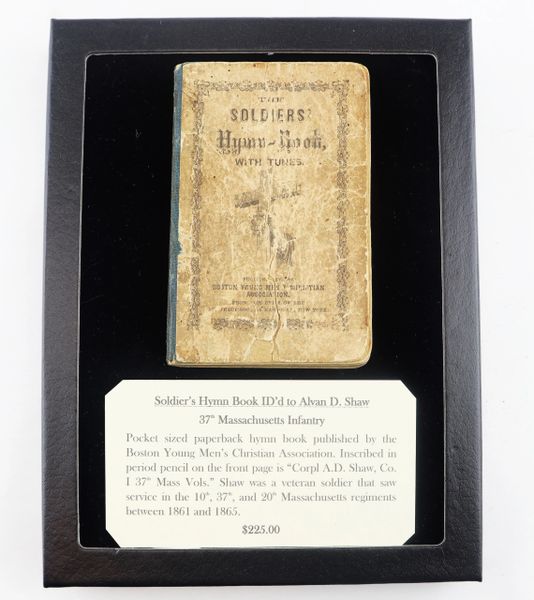 THE
SOLDIERS'
Hymn-Book,
WITH TUNES.
BOSTON YOUNG MEN'S CHRISTIAN
ASSOCIATION.
NEW YORK
Soldier's Hymn Book ID'd to Alvan D. Shaw
37th Massachusetts Infantry
Pocket sized paperback hymn book published by the
Boston Young Men's Christian Association. Inscribed in
period pencil on the front page is "Corpl A.D. Shaw, Co.
I 37th Mass Vols." Shaw was a veteran soldier that saw
service in the 10th, 37th, and 20th Massachusetts regiments
between 1861 and 1865.
$225.00